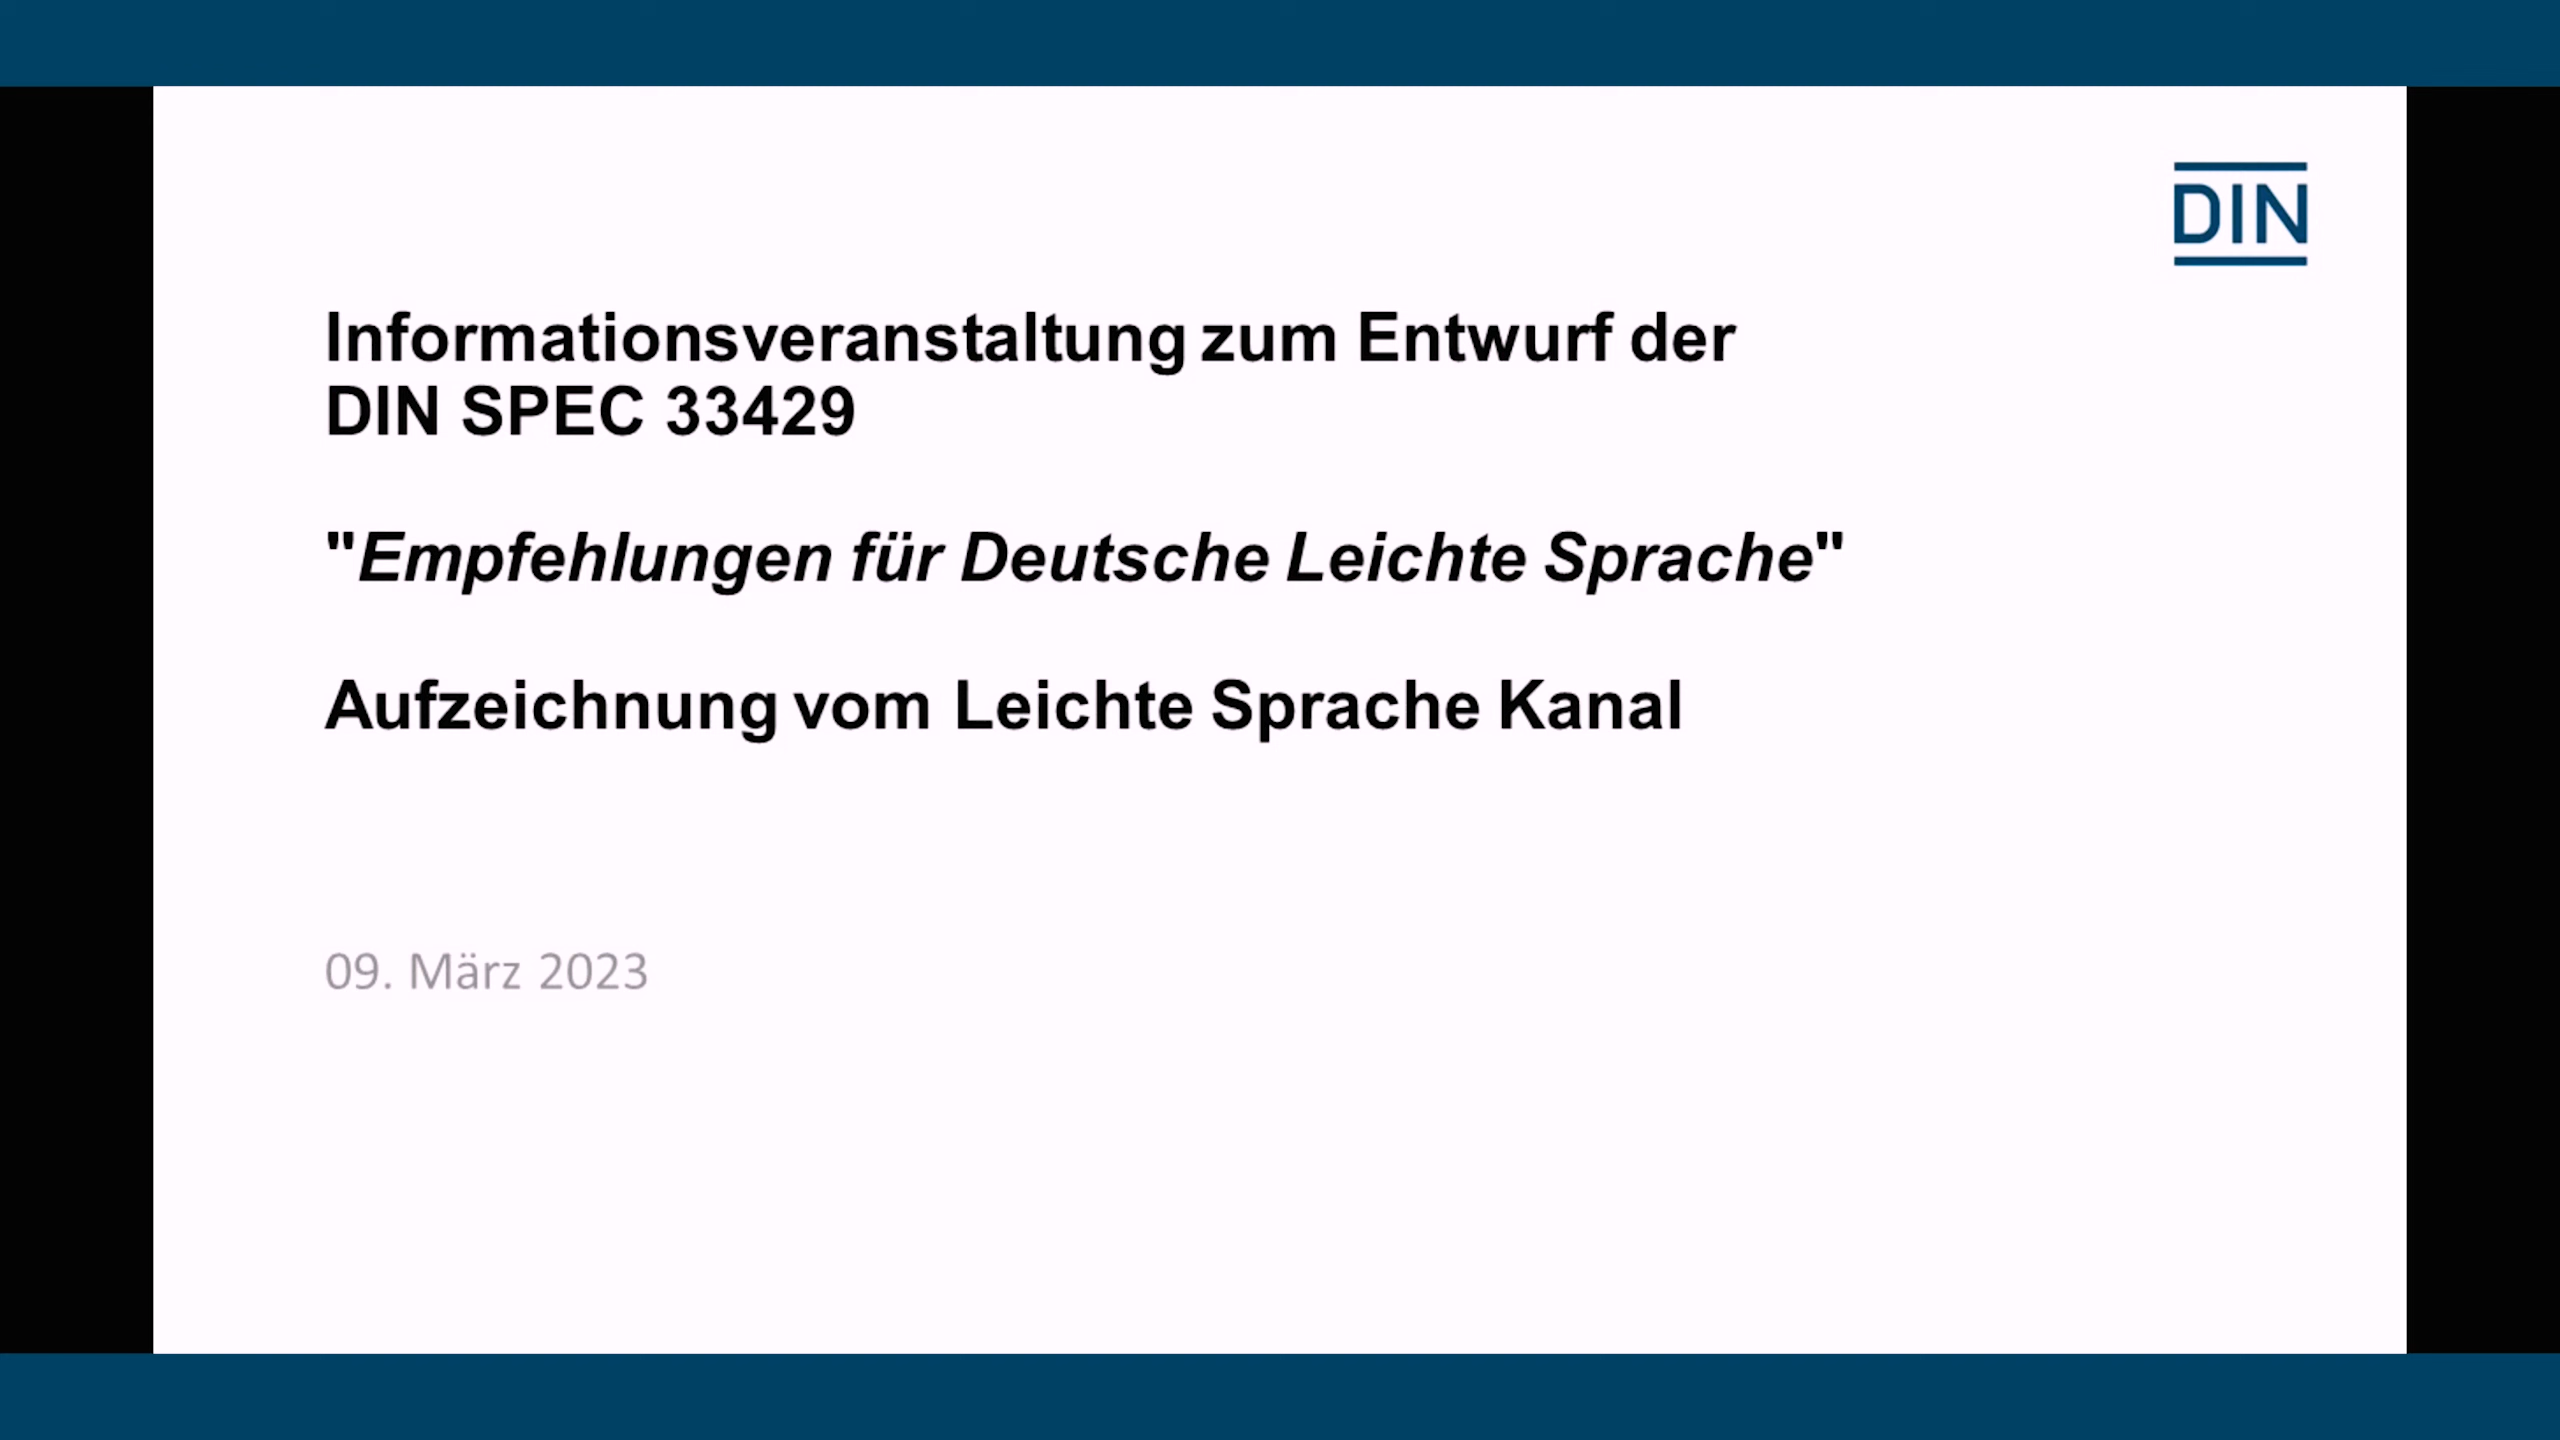 DIN
Informationsveranstaltung zum Entwurf der
DIN SPEC 33429
"Empfehlungen für Deutsche Leichte Sprache"
Aufzeichnung vom Leichte Sprache Kanal
09. März 2023